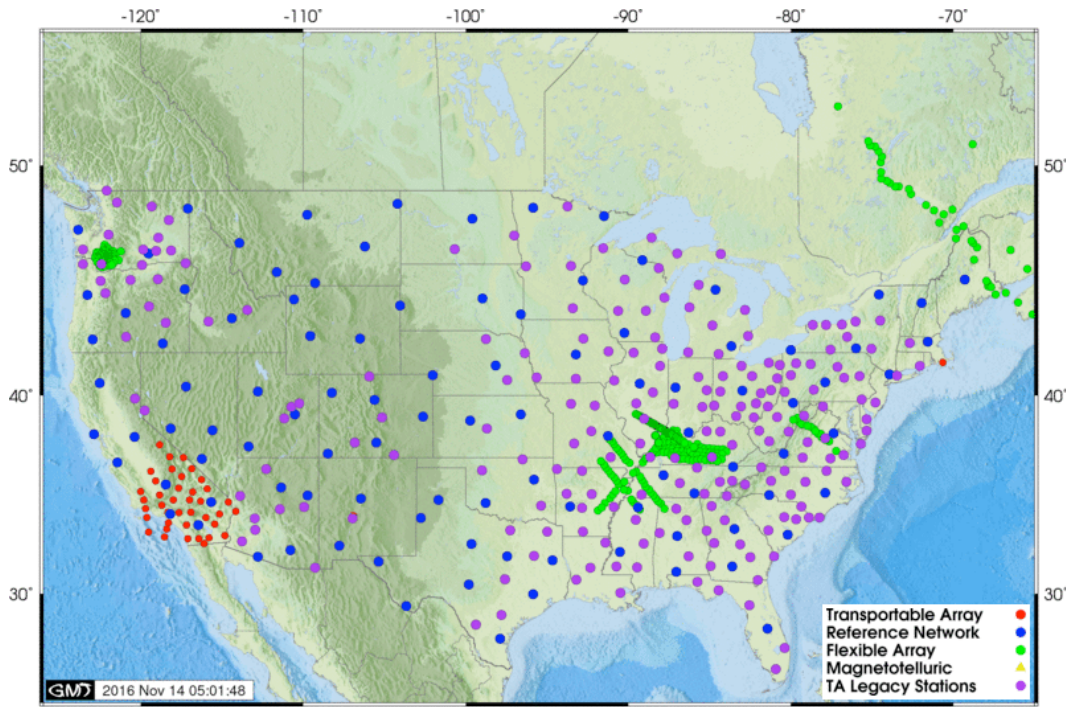 -120° -110° -100° -90° -80° -70°
50° 50°
40° 40°
30° 30°
Transportable Array
Reference Network
Flexible Array
Magnetotelluric
TA Legacy Stations
GMT 2016 Nov 14 05:01:48